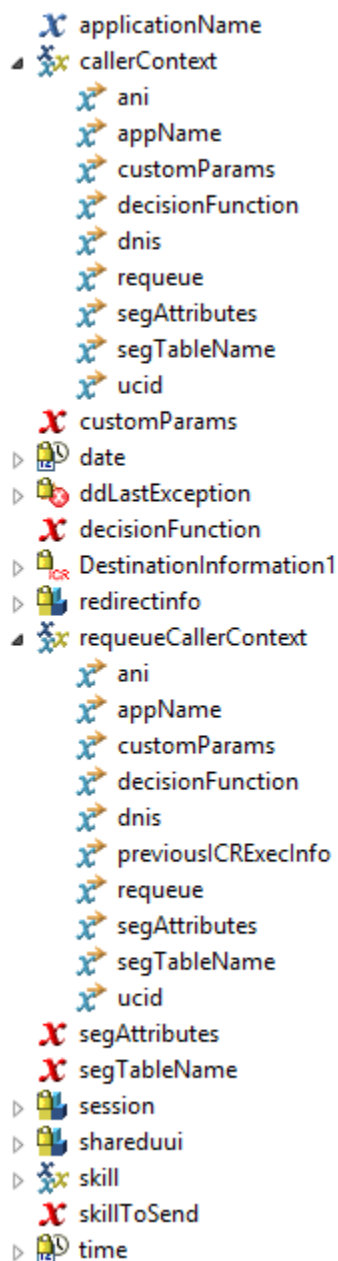 applicationName
callerContext
ani
appName
customParams
decisionFunction
dnis
requeue
segAttributes
segTableName
ucid
customParams
date
ddLastException
decisionFunction
DestinationInformation1
redirectinfo
requeueCallerContext
ani
appName
customParams
decisionFunction
dnis
previousICRExecInfo
requeue
segAttributes
segTableName
ucid
segAttributes
segTableName
session
shareduui
skill
skillToSend
time